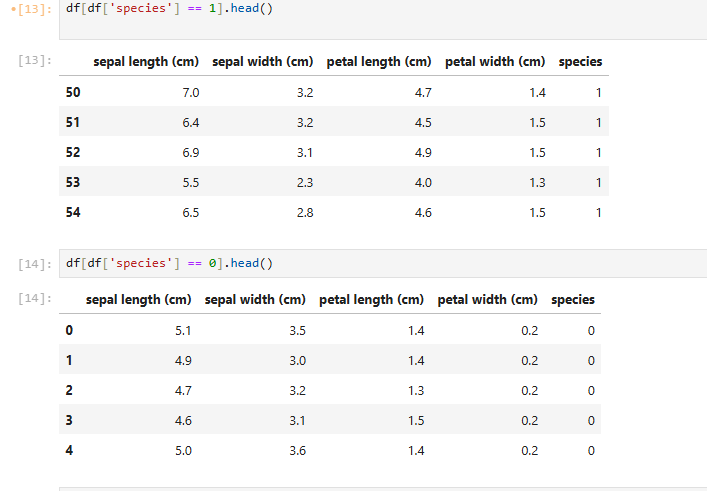 [13]: df[df['species'] == 1].head()
[13]:
sepal length (cm) sepal width (cm) petal length (cm) petal width (cm) species
50 7.0 3.2 4.7 1.4 1
51 6.4 3.2 4.5 1.5 1
52 6.9 3.1 4.9 1.5 1
53 5.5 2.3 4.0 1.3 1
54 6.5 2.8 4.6 1.5 1
[14]: df[df['species'] == 0].head()
[14]:
sepal length (cm) sepal width (cm) petal length (cm) petal width (cm) species
0 5.1 3.5 1.4 0.2 0
1 4.9 3.0 1.4 0.2 0
2 4.7 3.2 1.3 0.2 0
3 4.6 3.1 1.5 0.2 0
4 5.0 3.6 1.4 0.2 0